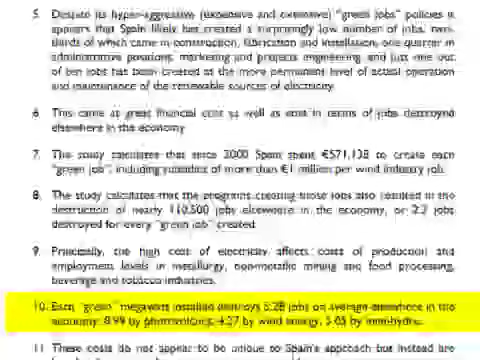 5. Despite its hyper-aggressive (expensive and extensive) "green jobs" policies it
appears that Spain likely has created a surprisingly low number of jobs, two-
thirds of which came in construction, fabrication and installation, one quarter in
administrative positions, marketing and projects engineering, and just one out
of ten jobs has been created at the more permanent level of actual operation
and maintenance of the renewable sources of electricity.
6. This came at great financial cost as well as cost in terms of jobs destroyed
elsewhere in the economy.
7. The study calculates that since 2000 Spain spent €571,138 to create each
"green job", including subsidies of more than €1 million per wind industry job.
8. The study calculates that the programs creating those jobs also resulted in the
destruction of nearly 110,500 jobs elsewhere in the economy, or 2.2 jobs
destroyed for every "green job" created.
9. Principally, the high cost of electricity affects costs of production and
employment levels in metallurgy, nonmetallic mining and food processing,
beverage and tobacco industries.
10. Each "green" megawatt installed destroys 5.28 jobs on average elsewhere in the
economy: 8.99 by photovoltaics, 4.27 by wind energy, 5.05 by mini-hydro.
11. These costs do not appear to be unique to Spain's approach but instead are